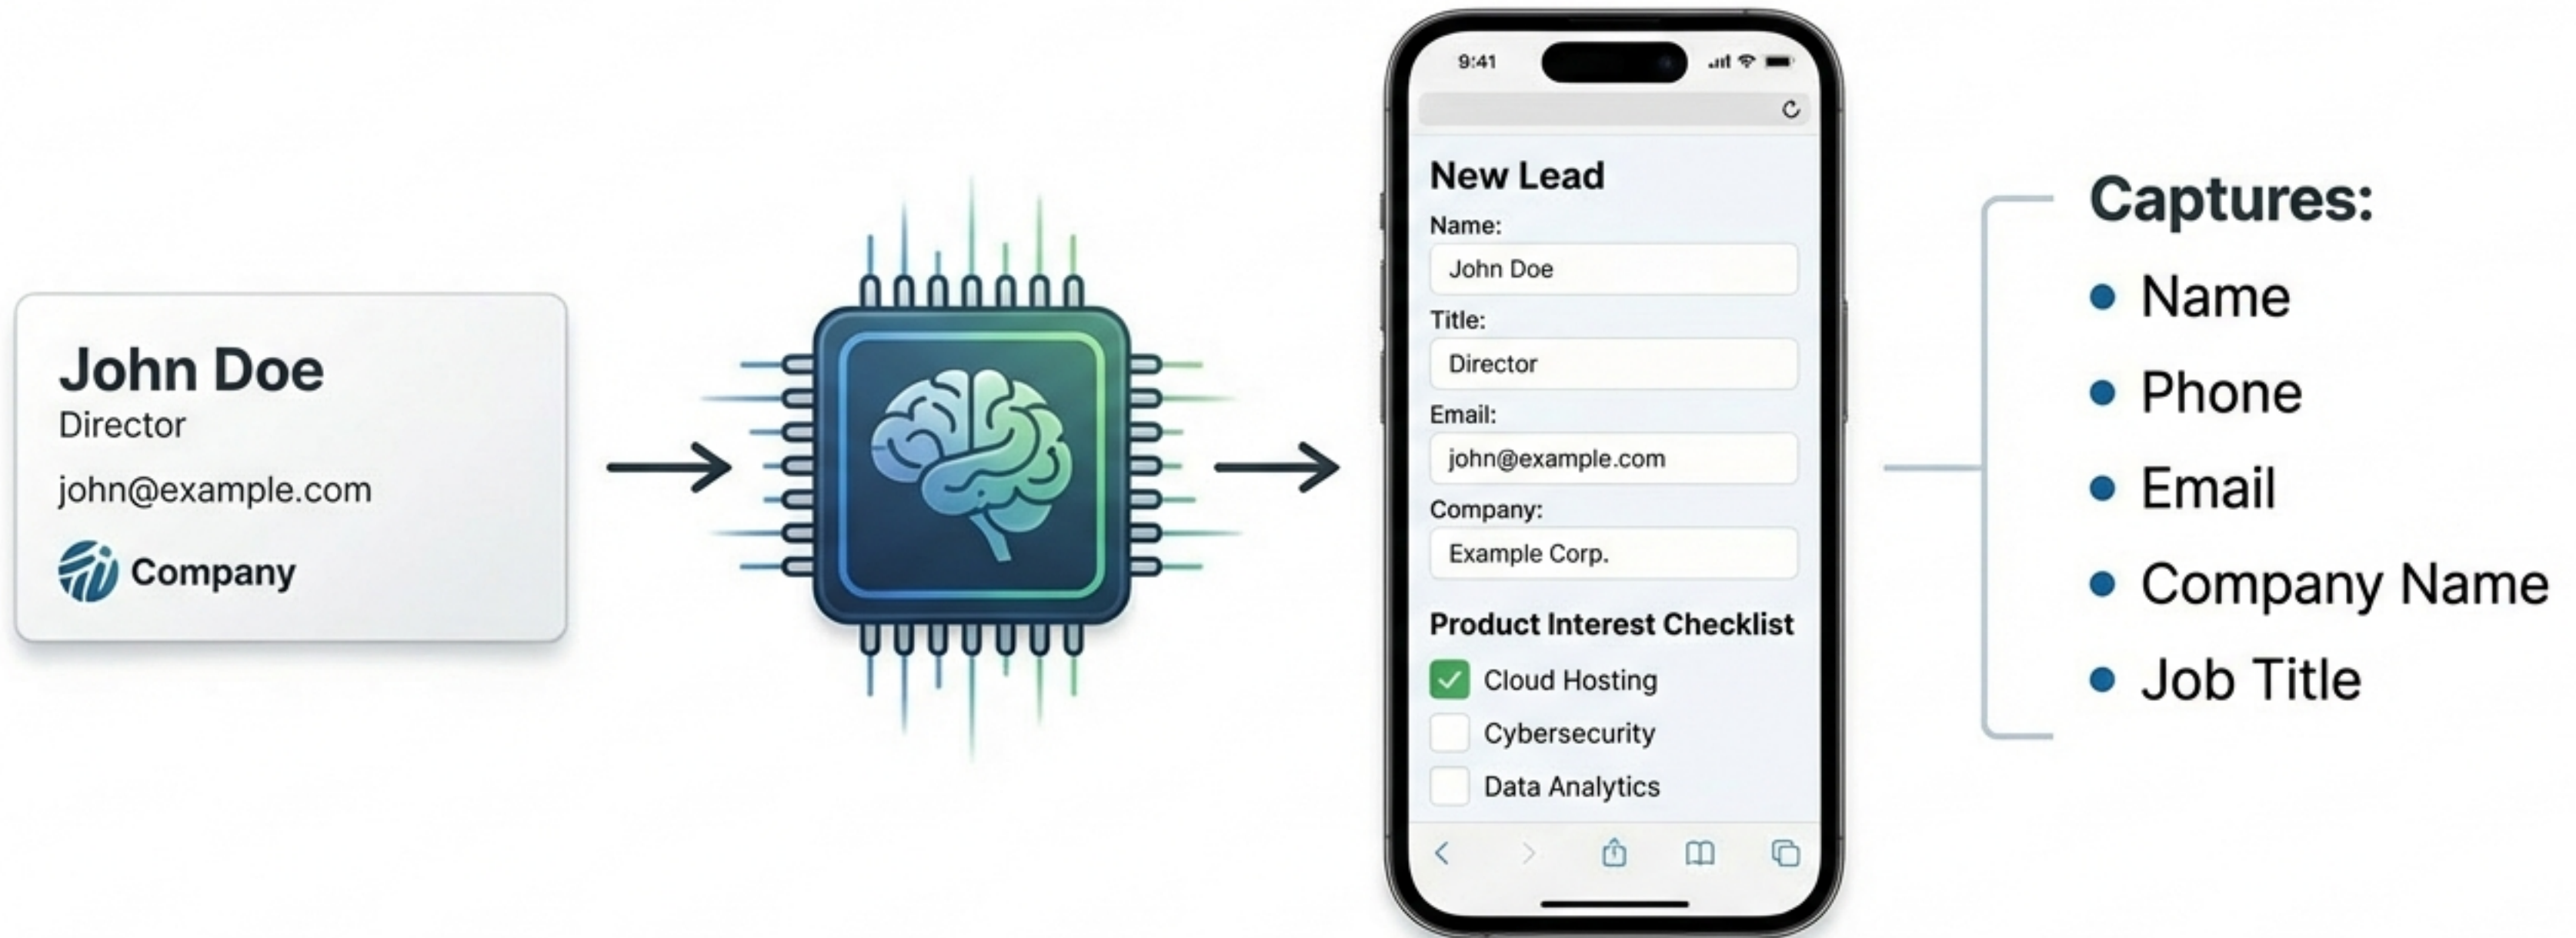 John Doe
Director
john@example.com
Company
9:41
New Lead
Name:
John Doe
Title:
Director
Email:
john@example.com
Company:
Example Corp.
Product Interest Checklist
Cloud Hosting
Cybersecurity
Data Analytics
Captures:
Name
Phone
Email
Company Name
Job Title